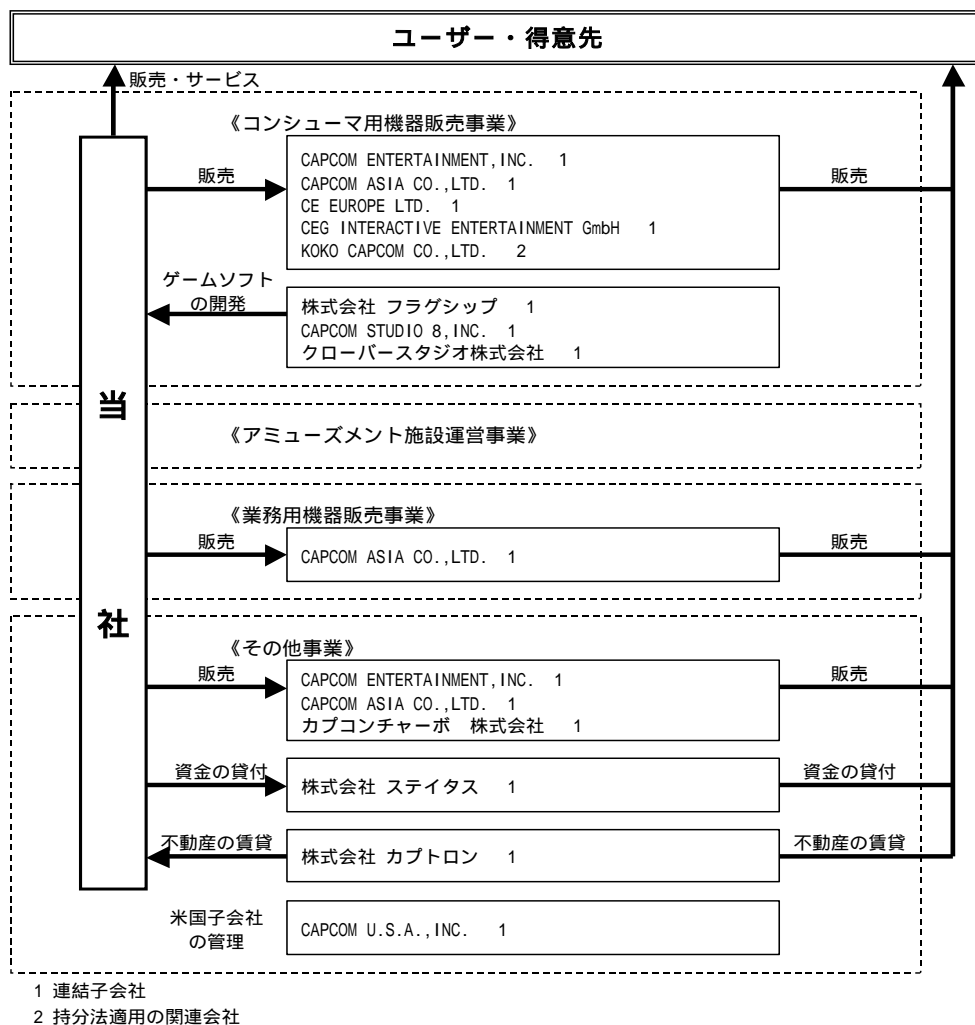 ユーザー・得意先
販売・サービス
《コンシューマ用機器販売事業》
販売
CAPCOM ENTERTAINMENT,INC. 1
CAPCOM ASIA CO.,LTD. 1
CE EUROPE LTD. 1
CEG INTERACTIVE ENTERTAINMENT GmbH 1
KOKO CAPCOM CO.,LTD. 2
販売
ゲームソフト
の開発
株式会社 フラグシップ 1
CAPCOM STUDIO 8,INC. 1
クローバースタジオ株式会社 1
当
社
《アミューズメント施設運営事業》
《業務用機器販売事業》
販売
CAPCOM ASIA CO.,LTD. 1
販売
《その他事業》
販売
CAPCOM ENTERTAINMENT,INC. 1
CAPCOM ASIA CO.,LTD. 1
カプコンチャーボ 株式会社 1
販売
資金の貸付
株式会社 ステイタス 1
資金の貸付
不動産の賃貸
株式会社 カプトロン 1
不動産の賃貸
米国子会社
の管理
CAPCOM U.S.A.,INC. 1
1 連結子会社
2 持分法適用の関連会社